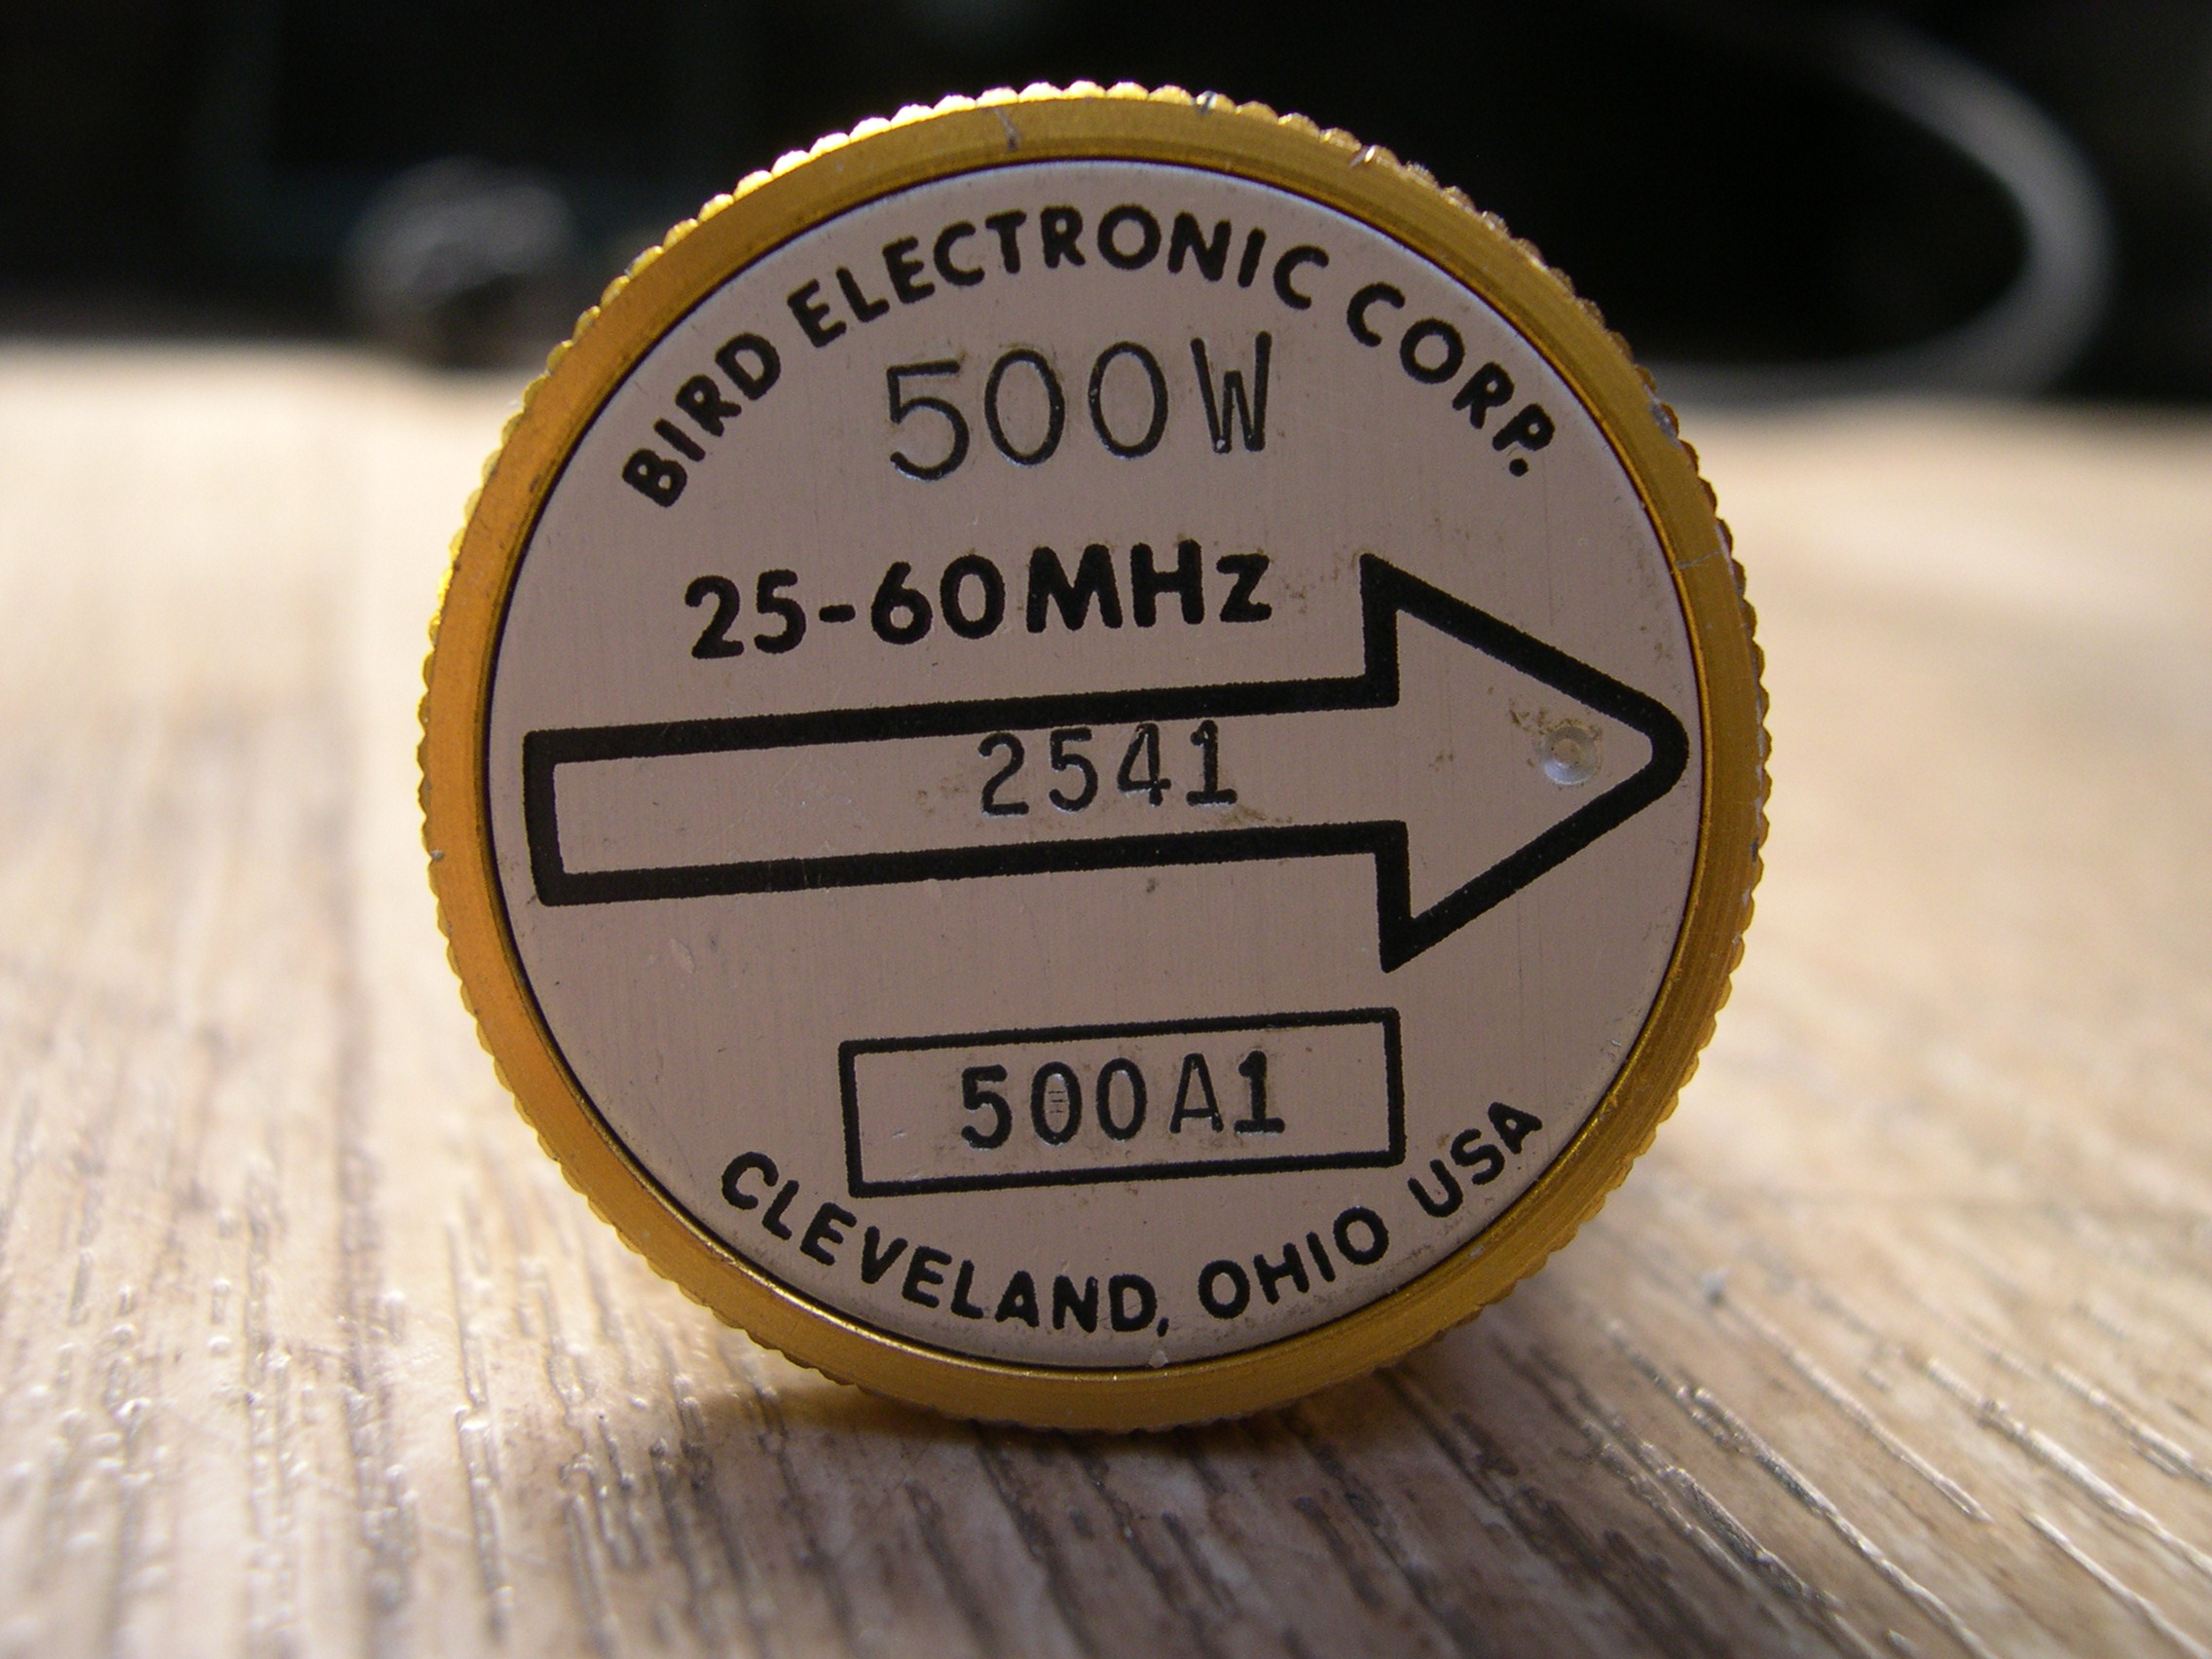 BIRD ELECTRONIC CORP.
500W
25-60MHz
2541
500A1
CLEVELAND, OHIO USA